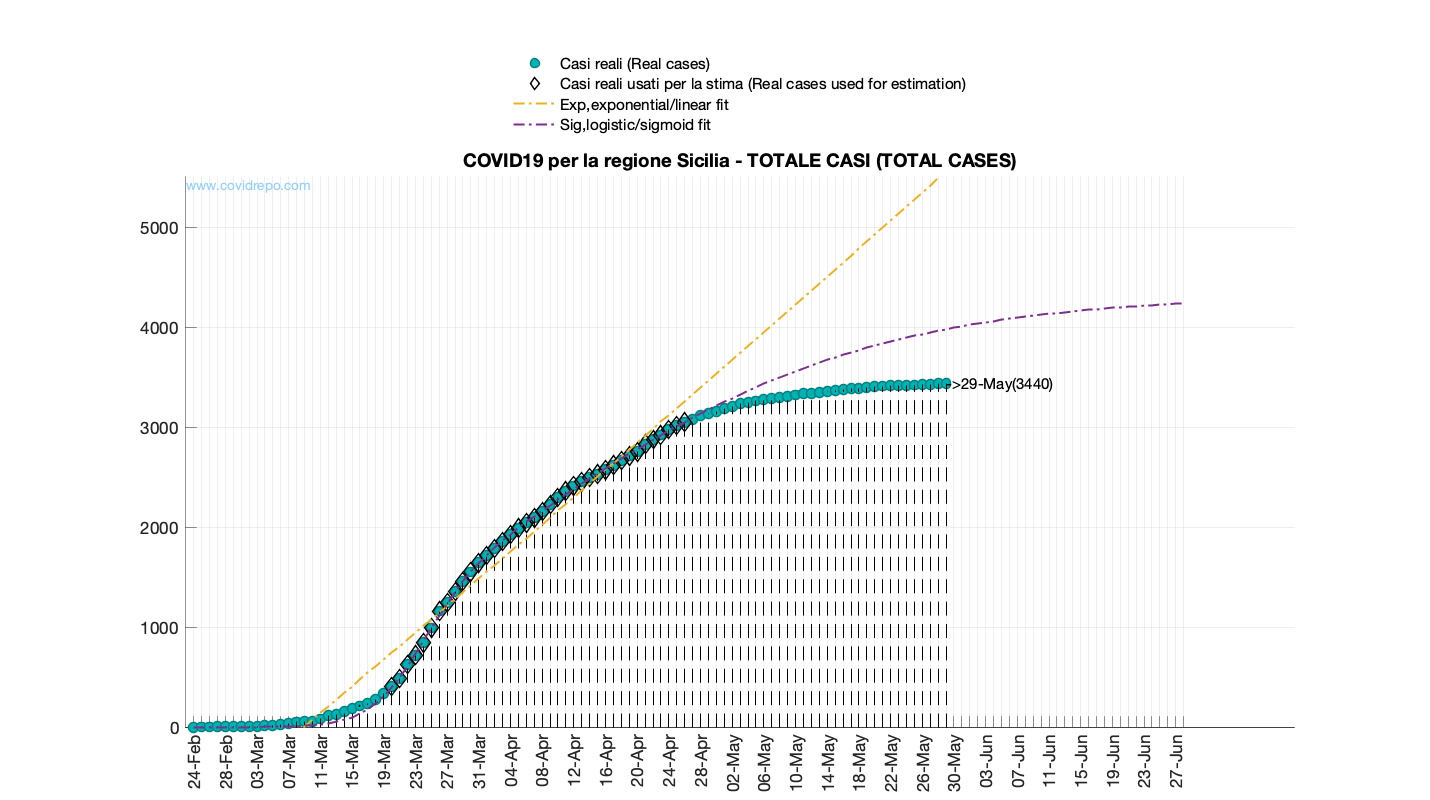 Casi reali (Real cases)
Casi reali usati per la stima (Real cases used for estimation)
Exp,exponential/linear fit
Sig,logistic/sigmoid fit
COVID19 per la regione Sicilia - TOTALE CASI (TOTAL CASES)
www.covidrepo.com
5000
4000
3000
2000
1000
0
>29-May(3440)
24-Feb
28-Feb
03-Mar
07-Mar
11-Mar
15-Mar
19-Mar
23-Mar
27-Mar
31-Mar
04-Apr
08-Apr
12-Apr
16-Apr
20-Apr
24-Apr
28-Apr
02-May
06-May
10-May
14-May
18-May
22-May
26-May
30-May
03-Jun
07-Jun
11-Jun
15-Jun
19-Jun
23-Jun
27-Jun